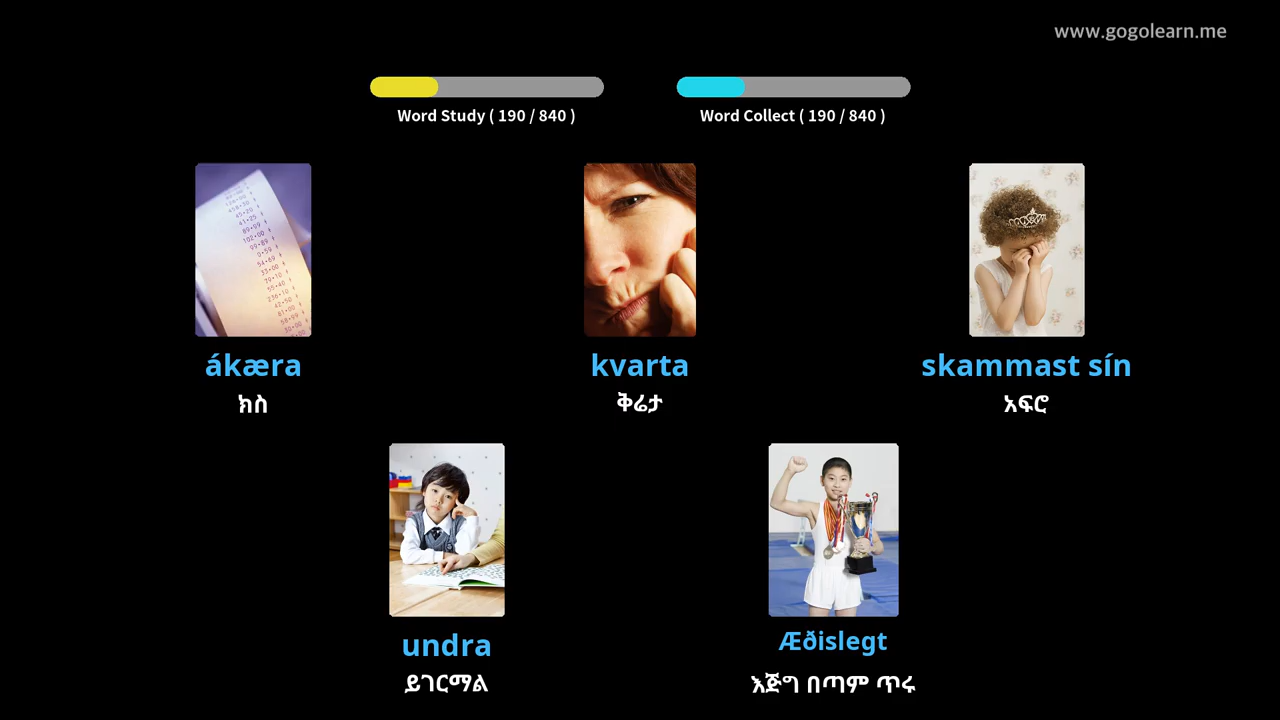 www.gogolearn.me
Word Study ( 190 / 840 )
Word Collect ( 190 / 840 )
ákæra
kvarta
skammast sín
ክስ
ቅሬታ
አፍሮ
undra
Æðislegt
ይገርማል
እጅግ በጣም ጥሩ